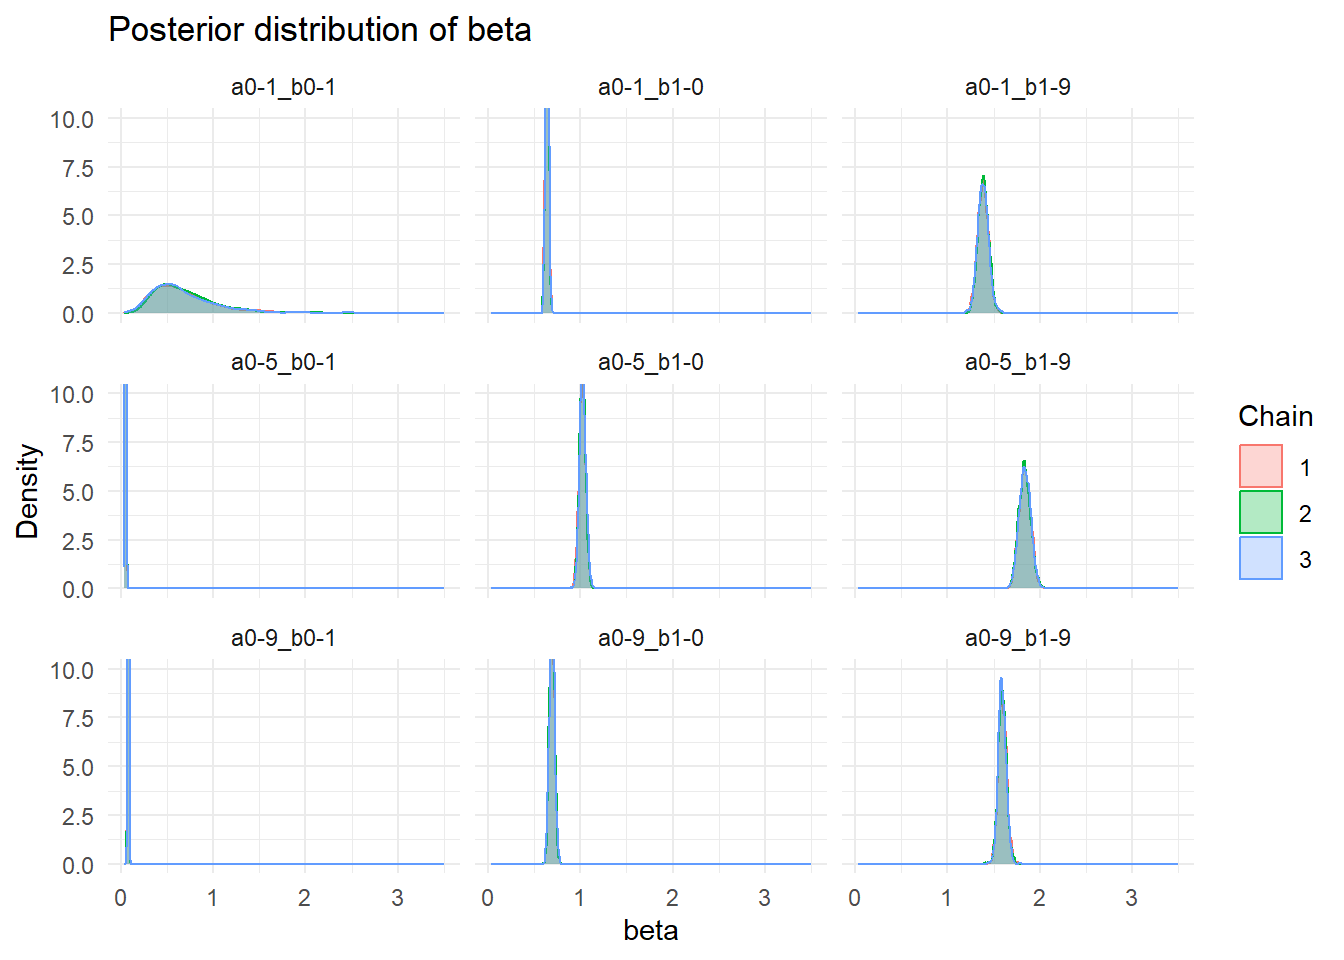 Posterior distribution of beta
a0-1_b0-1 a0-1_b1-0 a0-1_b1-9
10.0
7.5
5.0
2.5
0.0
a0-5_b0-1 a0-5_b1-0 a0-5_b1-9
10.0
7.5
5.0
2.5
0.0
a0-9_b0-1 a0-9_b1-0 a0-9_b1-9
10.0
7.5
5.0
2.5
0.0
0 1 2 3 0 1 2 3 0 1 2 3
beta
Density
Chain
1
2
3